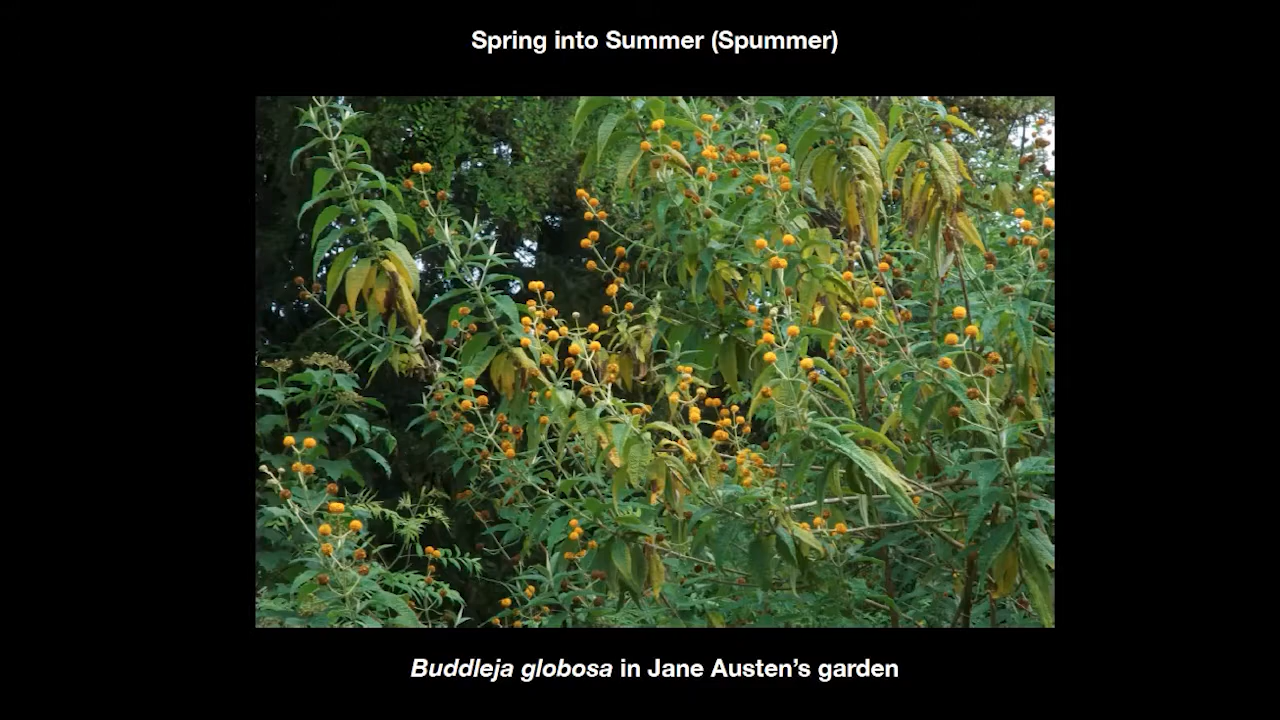 Spring into Summer (Spummer)
Buddleja globosa in Jane Austen’s garden